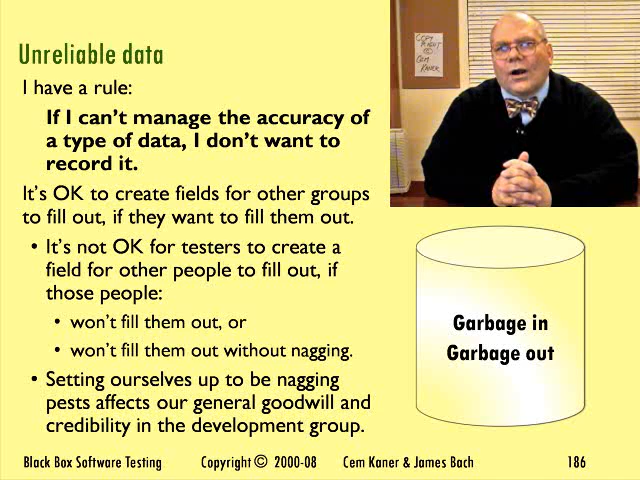 Unreliable data
I have a rule:
If I can't manage the accuracy of
a type of data, I don't want to
record it.
It's OK to create fields for other groups
to fill out, if they want to fill them out.
• It's not OK for testers to create a
field for other people to fill out, if
those people:
• won't fill them out, or
• won't fill them out without nagging.
• Setting ourselves up to be nagging
pests affects our general goodwill and
credibility in the development group.
COPY
RIGHT
©
CEM
KANER
Garbage in
Garbage out
Black Box Software Testing Copyright © 2000-08 Cem Kaner & James Bach 186